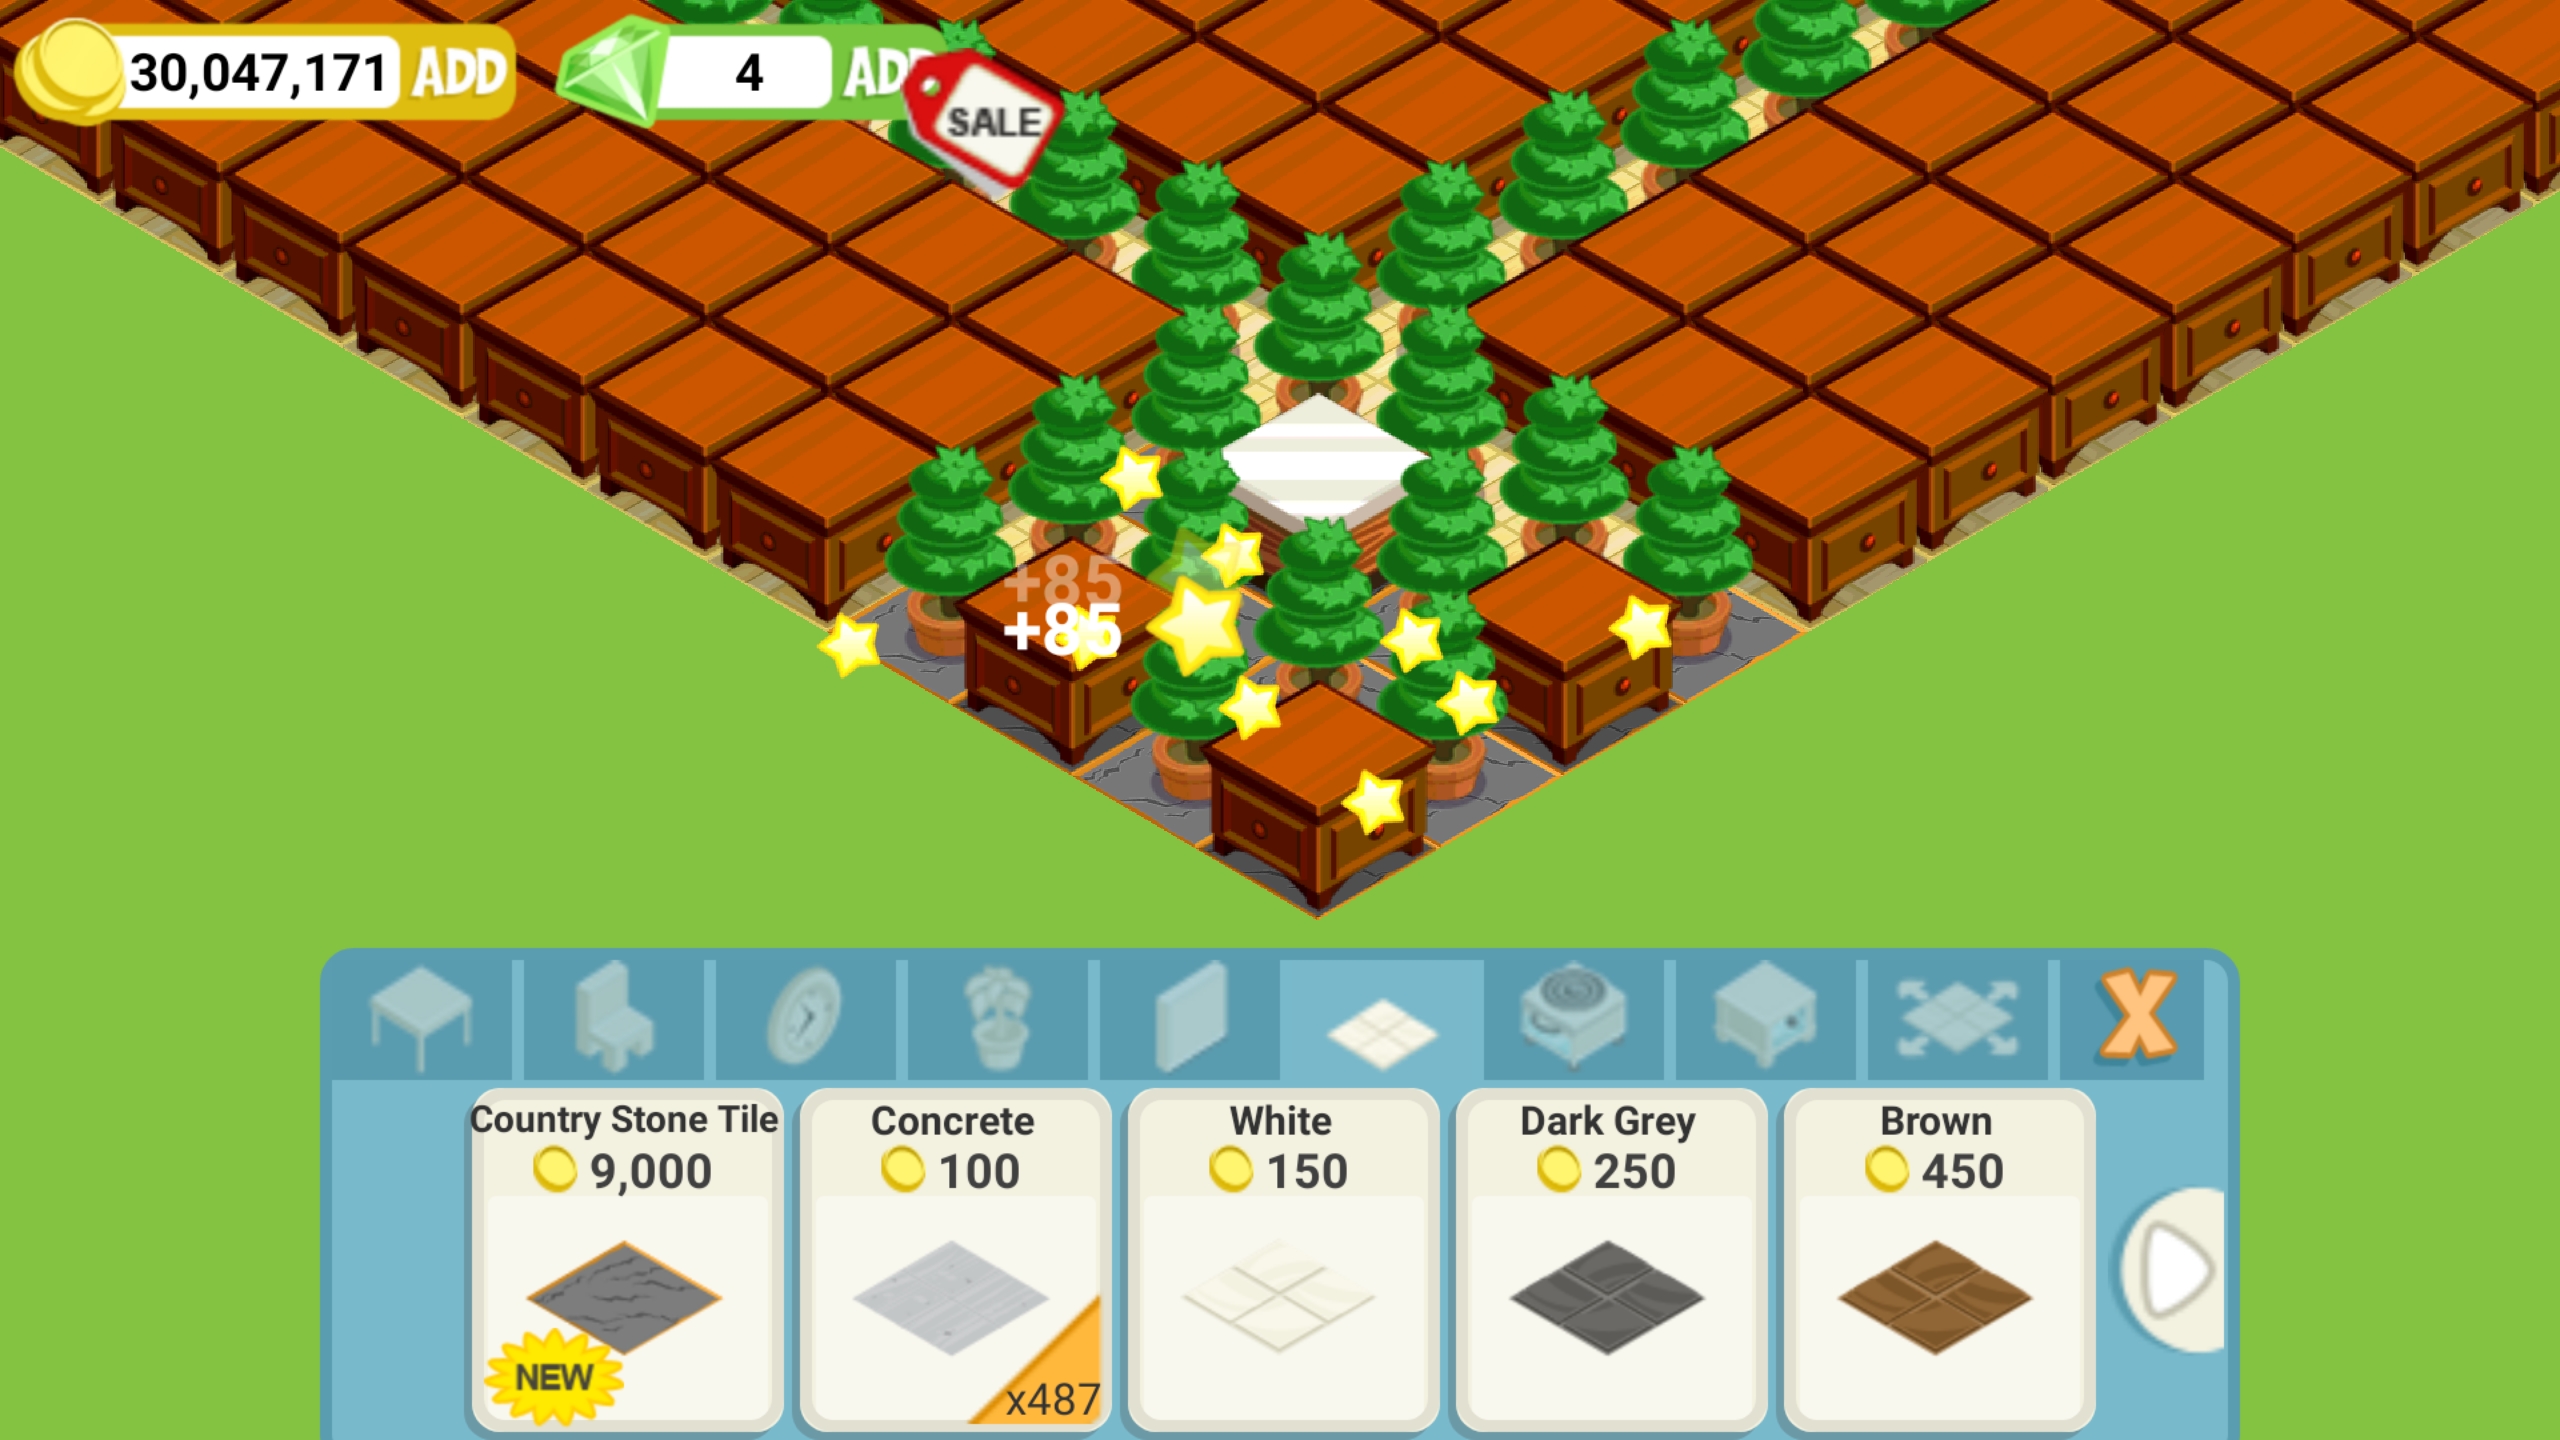 30,047,171 ADD
4 ADD
SALE
+85
+85
Country Stone Tile
9,000
NEW
Concrete
100
x487
White
150
Dark Grey
250
Brown
450
X